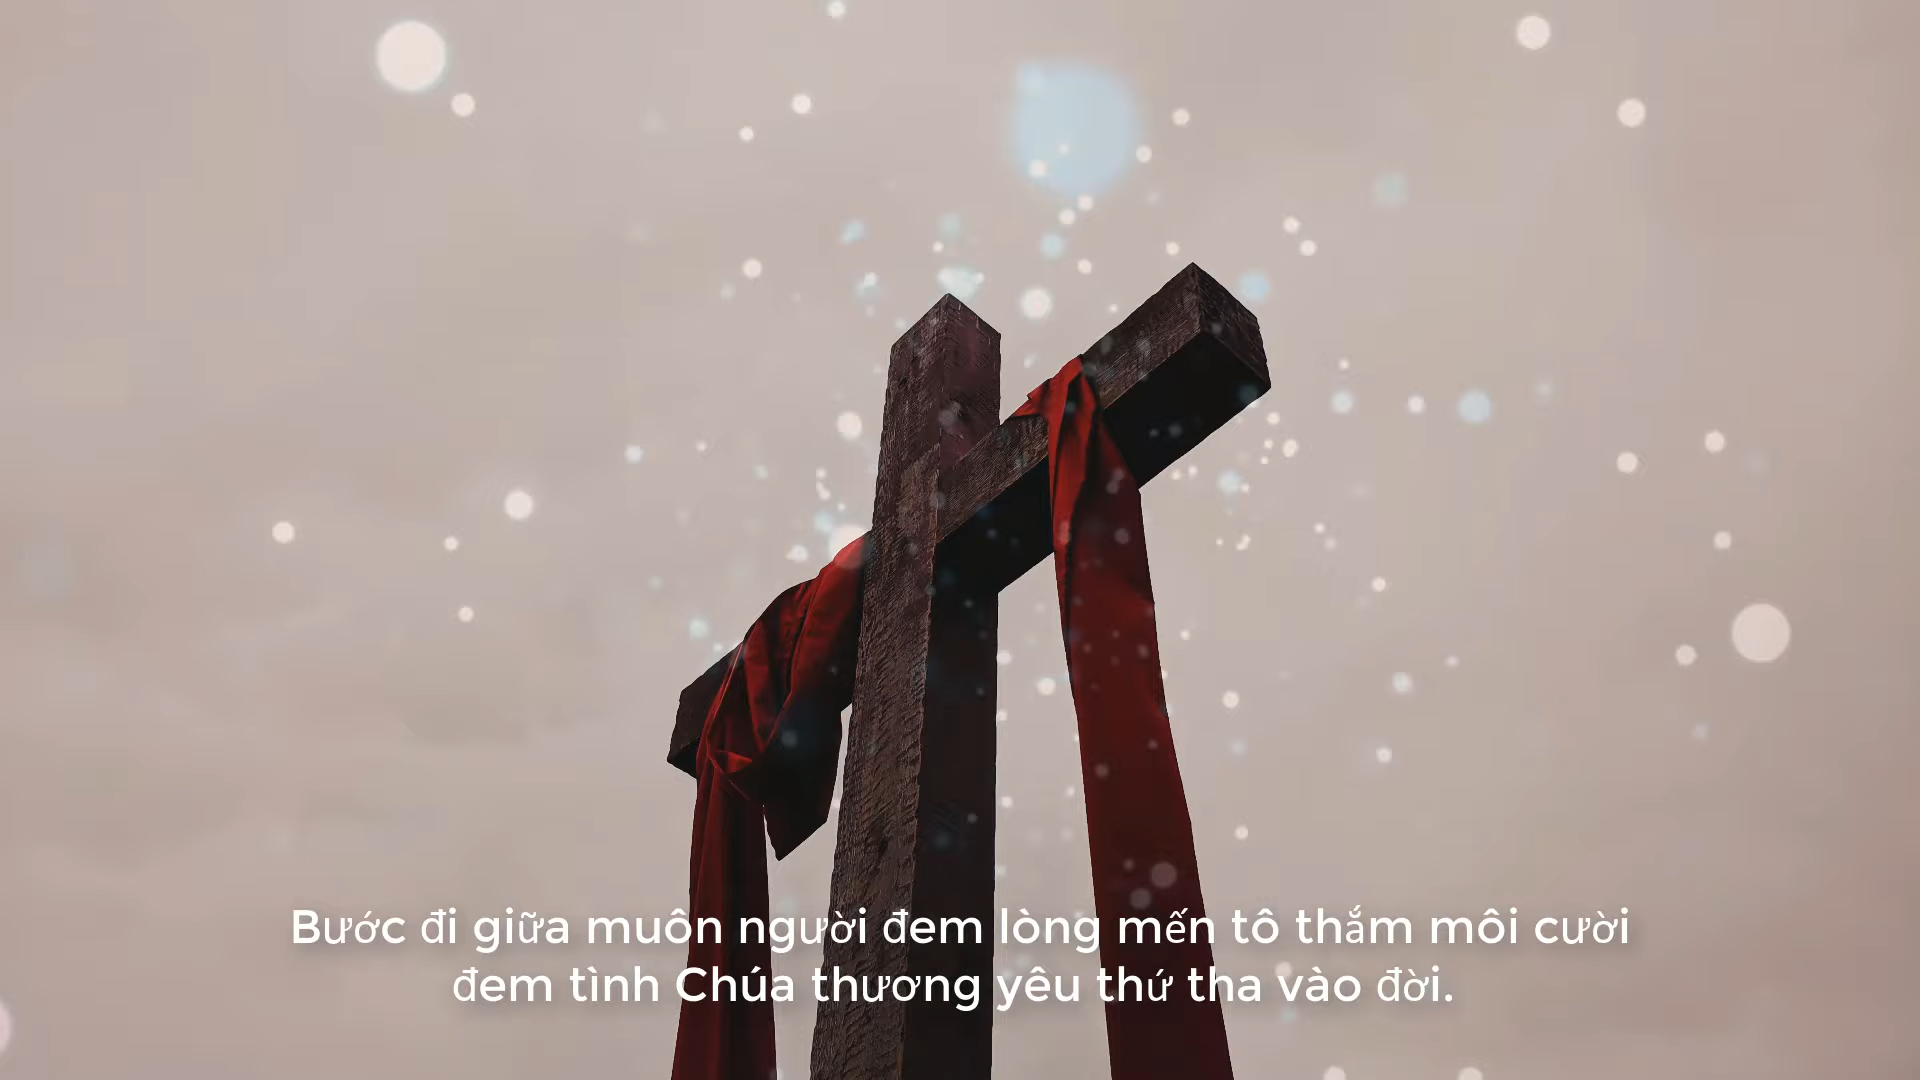 Bước đi giữa muôn người đem lòng mến tô thắm môi cười
đem tình Chúa thương yêu thứ tha vào đời.